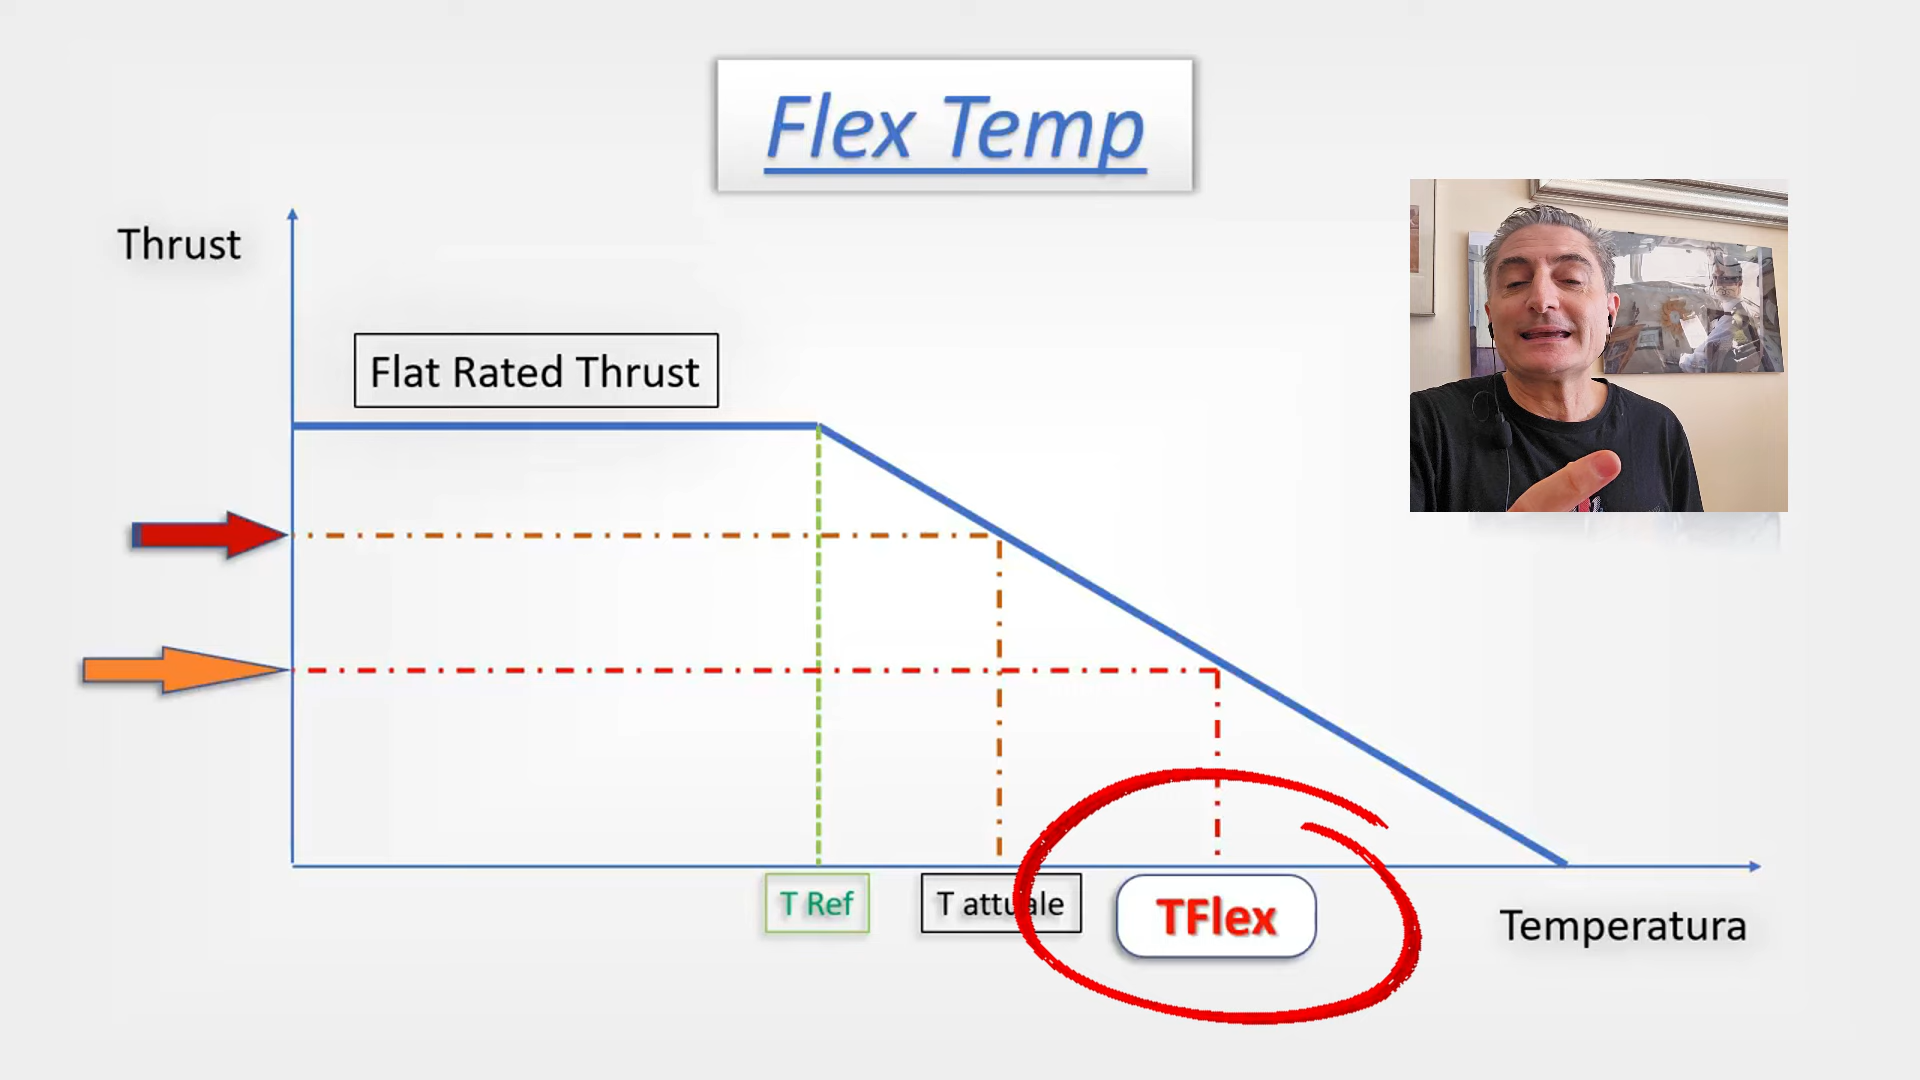 Flex Temp
Thrust
Flat Rated Thrust
T Ref
T attuale
TFlex
Temperatura